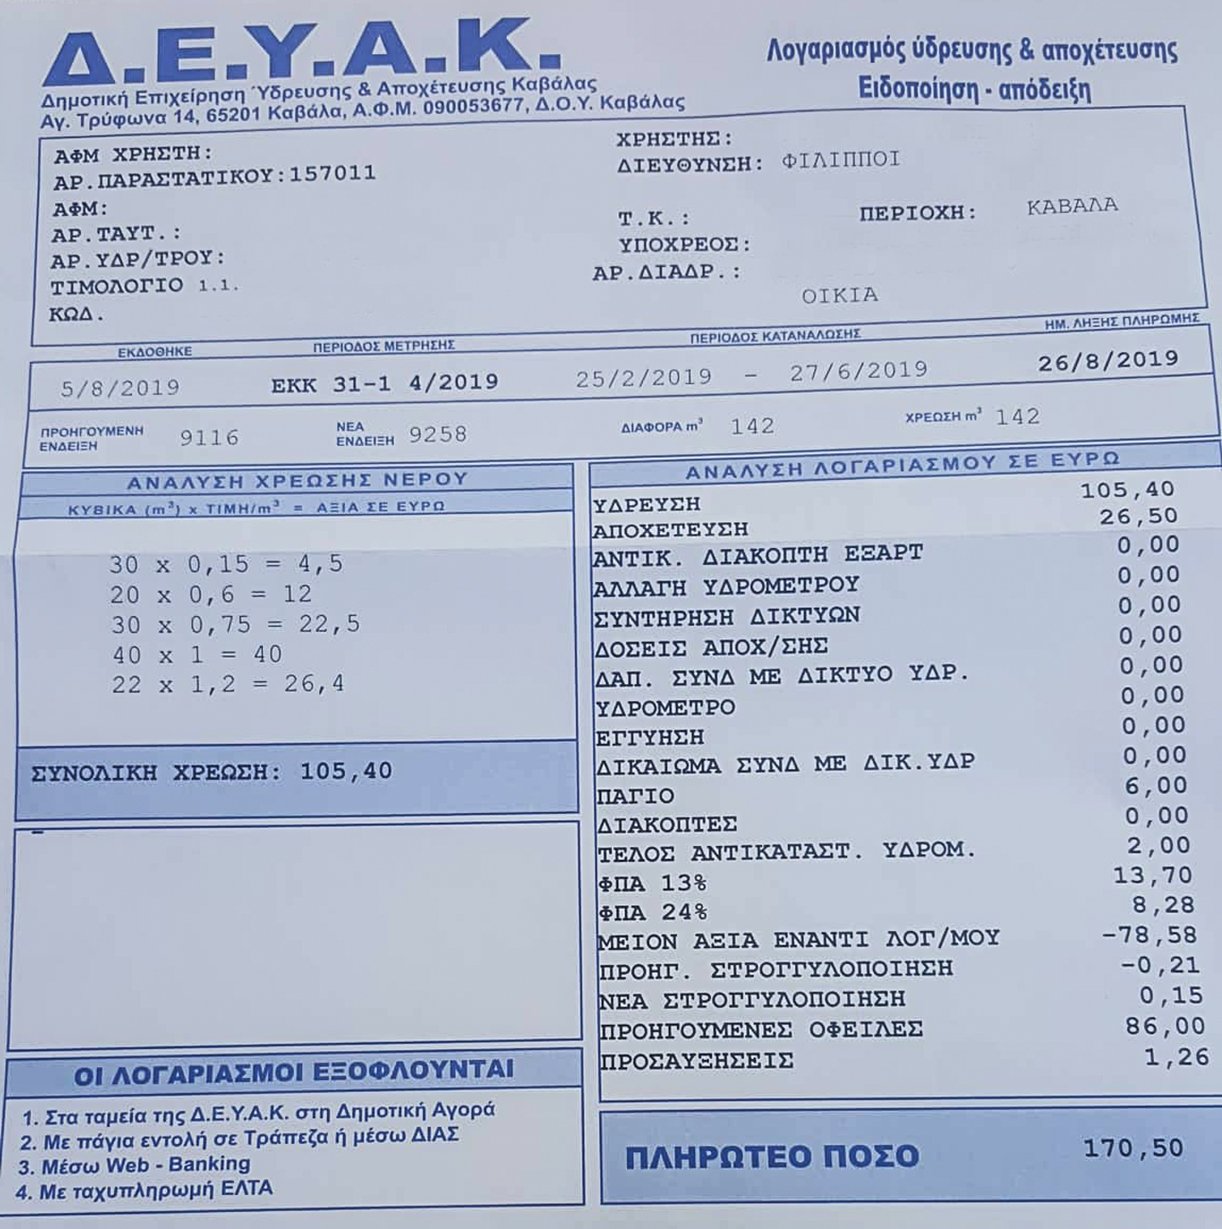 Δ.Ε.Υ.Α.Κ.
Δημοτική Επιχείρηση Ύδρευσης & Αποχέτευσης Καβάλας
Αγ. Τρύφωνα 14, 65201 Καβάλα, Α.Φ.Μ. 090053677, Δ.Ο.Υ. Καβάλας
Λογαριασμός ύδρευσης & αποχέτευσης
Ειδοποίηση - απόδειξη
ΑΦΜ ΧΡΗΣΤΗ:
ΑΡ.ΠΑΡΑΣΤΑΤΙΚΟΥ:157011
ΑΦΜ:
ΑΡ.ΤΑΥΤ.:
ΑΡ.ΥΔΡ/ΤΡΟΥ:
ΤΙΜΟΛΟΓΙΟ 1.1.
ΚΩΔ.
ΧΡΗΣΤΗΣ:
ΔΙΕΥΘΥΝΣΗ: ΦΙΛΙΠΠΟΙ
Τ.Κ.: ΠΕΡΙΟΧΗ: ΚΑΒΑΛΑ
ΥΠΟΧΡΕΟΣ:
ΑΡ.ΔΙΑΔΡ.:
ΟΙΚΙΑ
ΕΚΔΟΘΗΚΕ ΠΕΡΙΟΔΟΣ ΜΕΤΡΗΣΗΣ ΠΕΡΙΟΔΟΣ ΚΑΤΑΝΑΛΩΣΗΣ ΗΜ. ΛΗΞΗΣ ΠΛΗΡΩΜΗΣ
5/8/2019 ΕΚΚ 31-1 4/2019 25/2/2019 - 27/6/2019 26/8/2019
ΠΡΟΗΓΟΥΜΕΝΗ ΕΝΔΕΙΞΗ 9116 ΝΕΑ ΕΝΔΕΙΞΗ 9258 ΔΙΑΦΟΡΑ m³ 142 ΧΡΕΩΣΗ m³ 142
ΑΝΑΛΥΣΗ ΧΡΕΩΣΗΣ ΝΕΡΟΥ
ΚΥΒΙΚΑ (m³) x ΤΙΜΗ/m³ = ΑΞΙΑ ΣΕ ΕΥΡΩ
30 x 0,15 = 4,5
20 x 0,6 = 12
30 x 0,75 = 22,5
40 x 1 = 40
22 x 1,2 = 26,4
ΣΥΝΟΛΙΚΗ ΧΡΕΩΣΗ: 105,40
ΟΙ ΛΟΓΑΡΙΑΣΜΟΙ ΕΞΟΦΛΟΥΝΤΑΙ
1. Στα ταμεία της Δ.Ε.Υ.Α.Κ. στη Δημοτική Αγορά
2. Με πάγια εντολή σε Τράπεζα ή μέσω ΔΙΑΣ
3. Μέσω Web - Banking
4. Με ταχυπληρωμή ΕΛΤΑ
ΑΝΑΛΥΣΗ ΛΟΓΑΡΙΑΣΜΟΥ ΣΕ ΕΥΡΩ
ΥΔΡΕΥΣΗ 105,40
ΑΠΟΧΕΤΕΥΣΗ 26,50
ΑΝΤΙΚ. ΔΙΑΚΟΠΤΗ ΕΞΑΡΤ 0,00
ΑΛΛΑΓΗ ΥΔΡΟΜΕΤΡΟΥ 0,00
ΣΥΝΤΗΡΗΣΗ ΔΙΚΤΥΩΝ 0,00
ΔΟΣΕΙΣ ΑΠΟΧ/ΣΗΣ 0,00
ΔΑΠ. ΣΥΝΔ ΜΕ ΔΙΚΤΥΟ ΥΔΡ. 0,00
ΥΔΡΟΜΕΤΡΟ 0,00
ΕΓΓΥΗΣΗ 0,00
ΔΙΚΑΙΩΜΑ ΣΥΝΔ ΜΕ ΔΙΚ.ΥΔΡ 0,00
ΠΑΓΙΟ 6,00
ΔΙΑΚΟΠΤΕΣ 0,00
ΤΕΛΟΣ ΑΝΤΙΚΑΤΑΣΤ. ΥΔΡΟΜ. 2,00
ΦΠΑ 13% 13,70
ΦΠΑ 24% 8,28
ΜΕΙΟΝ ΑΞΙΑ ΕΝΑΝΤΙ ΛΟΓ/ΜΟΥ -78,58
ΠΡΟΗΓ. ΣΤΡΟΓΓΥΛΟΠΟΙΗΣΗ -0,21
ΝΕΑ ΣΤΡΟΓΓΥΛΟΠΟΙΗΣΗ 0,15
ΠΡΟΗΓΟΥΜΕΝΕΣ ΟΦΕΙΛΕΣ 86,00
ΠΡΟΣΑΥΞΗΣΕΙΣ 1,26
ΠΛΗΡΩΤΕΟ ΠΟΣΟ 170,50